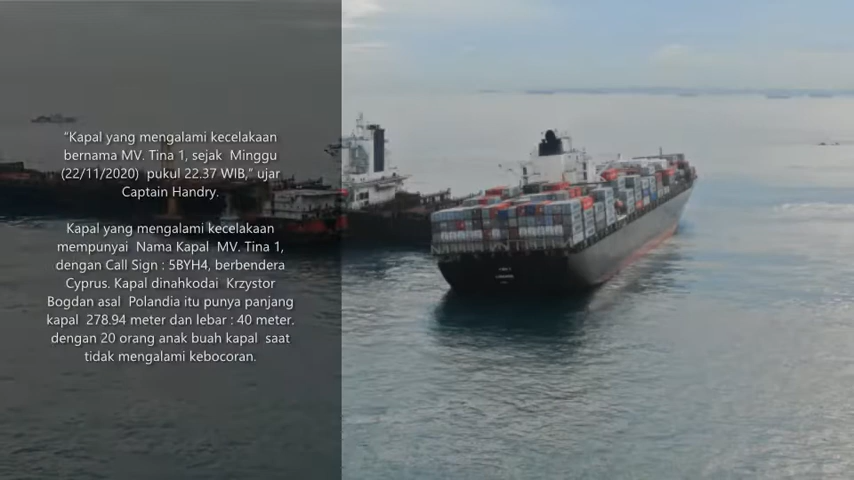 "Kapal yang mengalami kecelakaan
bernama MV. Tina 1, sejak Minggu
(22/11/2020) pukul 22.37 WIB," ujar
Captain Handry.
Kapal yang mengalami kecelakaan
mempunyai Nama Kapal MV. Tina 1,
dengan Call Sign : 5BYH4, berbendera
Cyprus. Kapal dinahkodai Krzystor
Bogdan asal Polandia itu punya panjang
kapal 278.94 meter dan lebar : 40 meter.
dengan 20 orang anak buah kapal saat
tidak mengalami kebocoran.